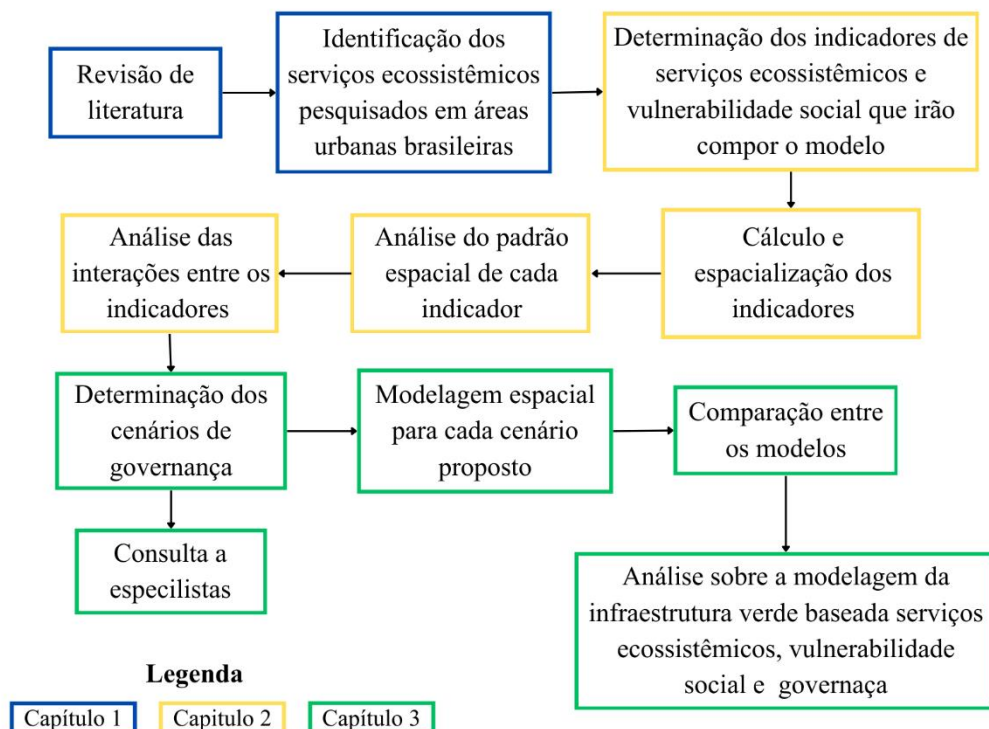 Revisão de
literatura
Identificação dos
serviços ecossistêmicos
pesquisados em áreas
urbanas brasileiras
Determinação dos indicadores de
serviços ecossistêmicos e
vulnerabilidade social que irão
compor o modelo
Cálculo e
espacialização dos
indicadores
Análise do padrão
espacial de cada
indicador
Análise das
interações entre os
indicadores
Determinação dos
cenários de
governança
Consulta a
especilistas
Modelagem espacial
para cada cenário
proposto
Comparação entre
os modelos
Análise sobre a modelagem da
infraestrutura verde baseada serviços
ecossistêmicos, vulnerabilidade
social e governaça
Legenda
Capítulo 1
Capitulo 2
Capítulo 3